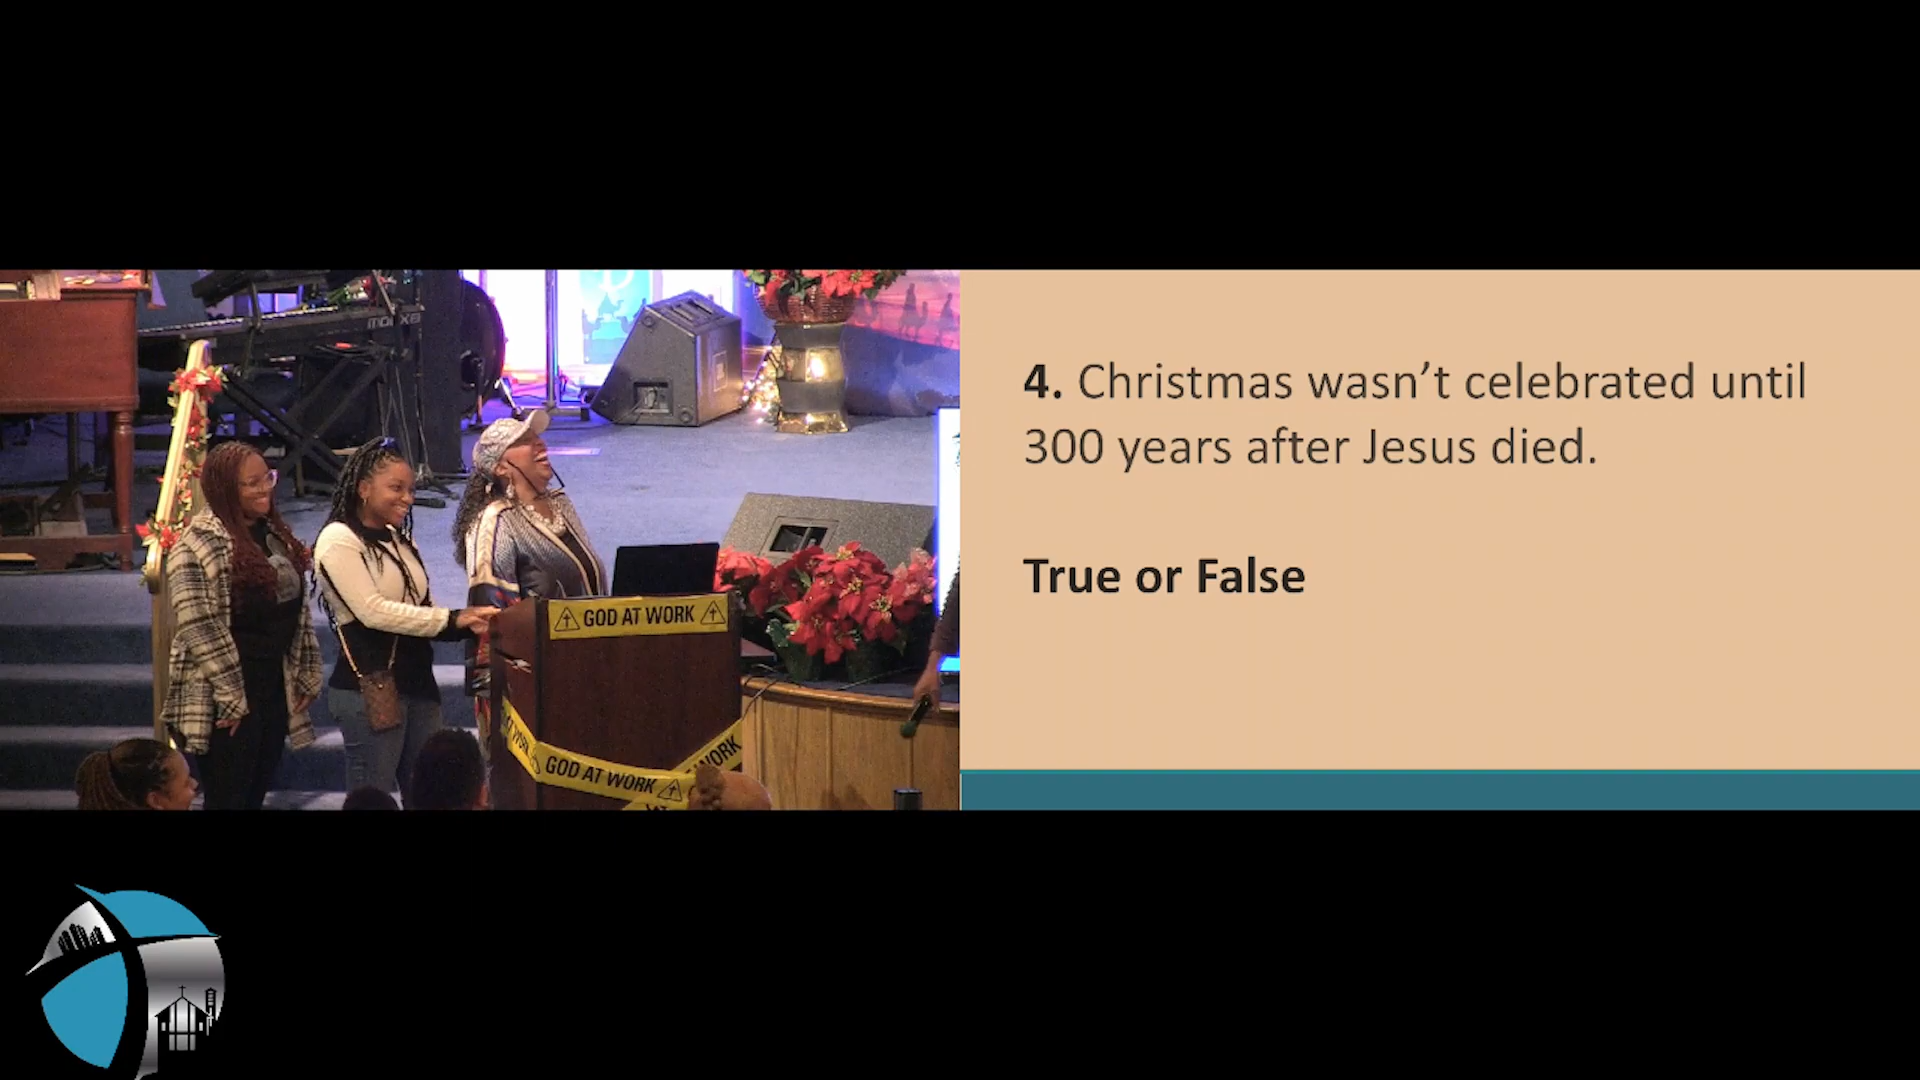 4. Christmas wasn’t celebrated until
300 years after Jesus died.
True or False
GOD AT WORK
GOD AT WORK
WORK